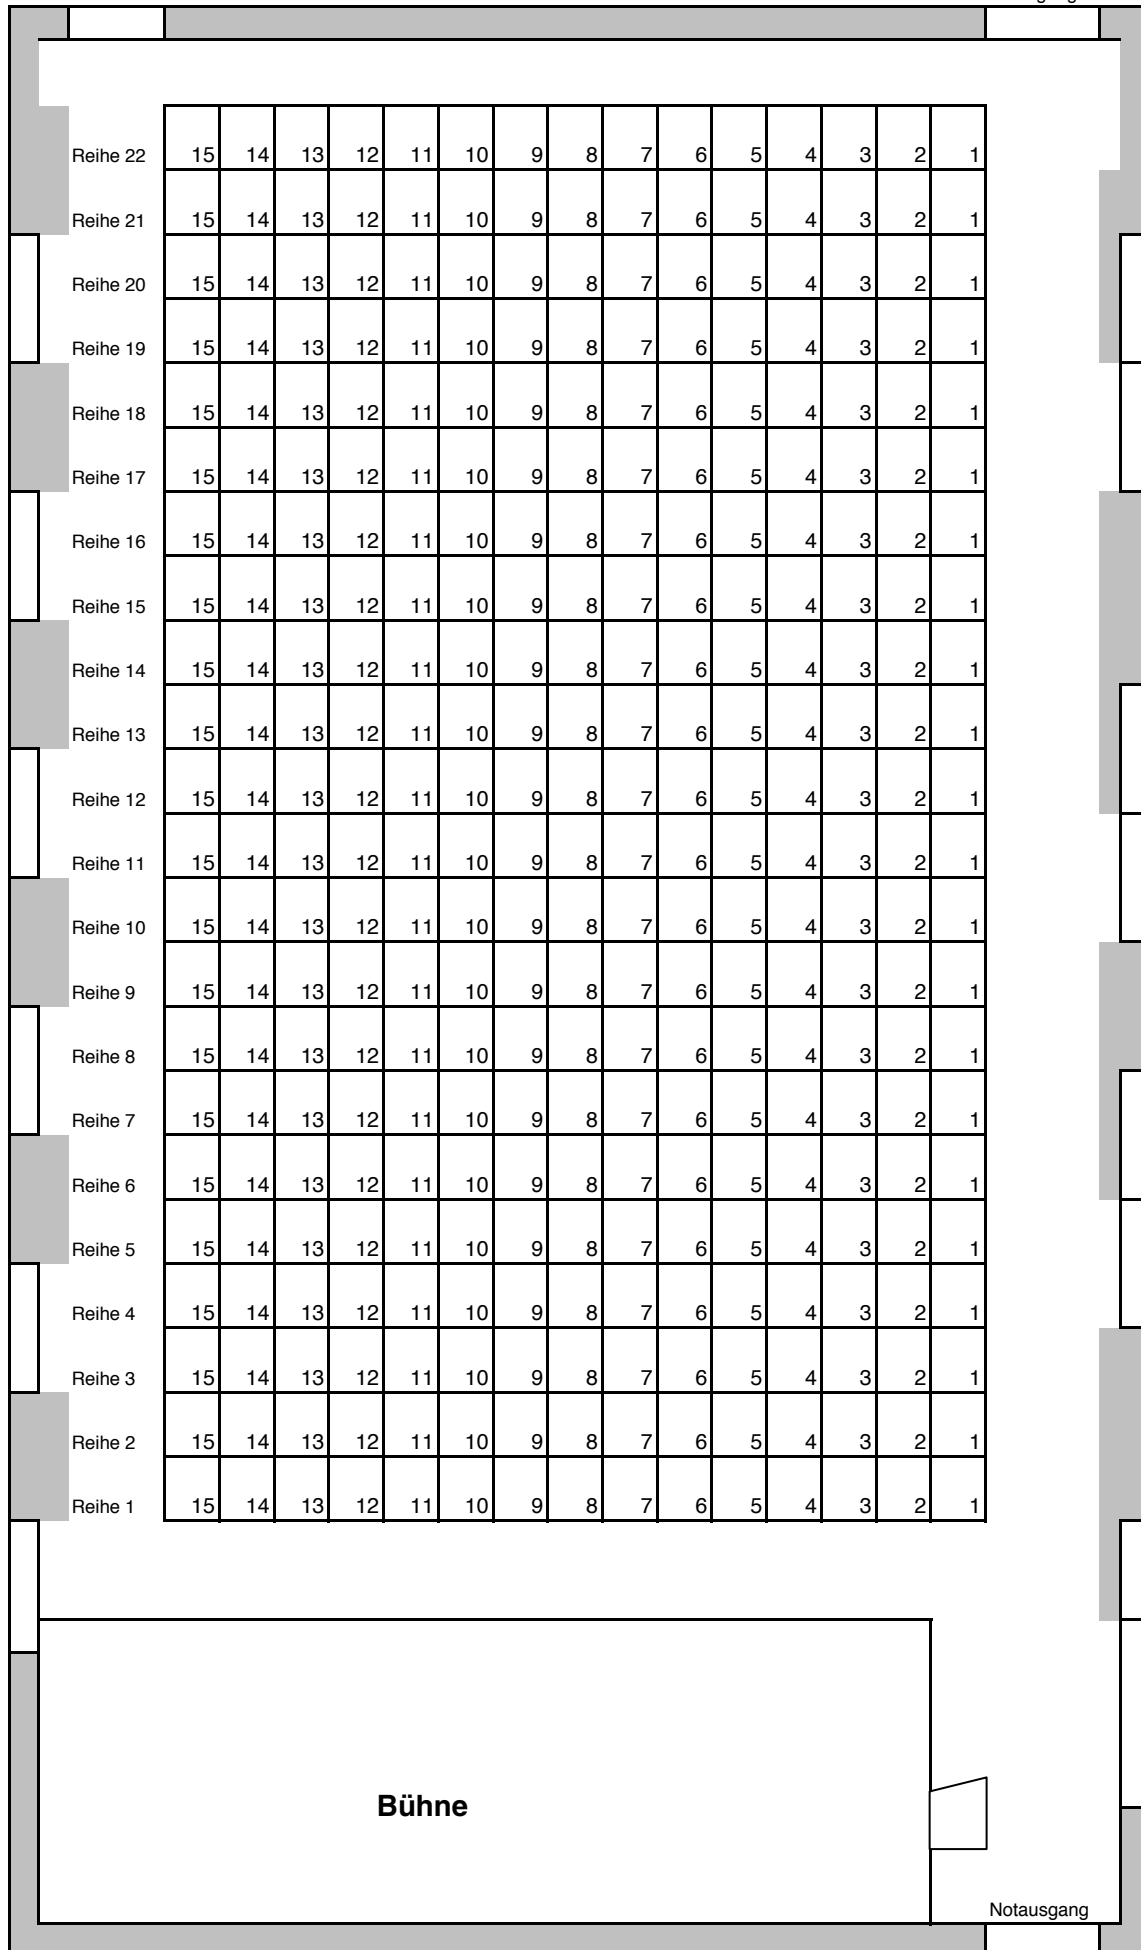 Reihe 22 15 14 13 12 11 10 9 8 7 6 5 4 3 2 1
Reihe 21 15 14 13 12 11 10 9 8 7 6 5 4 3 2 1
Reihe 20 15 14 13 12 11 10 9 8 7 6 5 4 3 2 1
Reihe 19 15 14 13 12 11 10 9 8 7 6 5 4 3 2 1
Reihe 18 15 14 13 12 11 10 9 8 7 6 5 4 3 2 1
Reihe 17 15 14 13 12 11 10 9 8 7 6 5 4 3 2 1
Reihe 16 15 14 13 12 11 10 9 8 7 6 5 4 3 2 1
Reihe 15 15 14 13 12 11 10 9 8 7 6 5 4 3 2 1
Reihe 14 15 14 13 12 11 10 9 8 7 6 5 4 3 2 1
Reihe 13 15 14 13 12 11 10 9 8 7 6 5 4 3 2 1
Reihe 12 15 14 13 12 11 10 9 8 7 6 5 4 3 2 1
Reihe 11 15 14 13 12 11 10 9 8 7 6 5 4 3 2 1
Reihe 10 15 14 13 12 11 10 9 8 7 6 5 4 3 2 1
Reihe 9 15 14 13 12 11 10 9 8 7 6 5 4 3 2 1
Reihe 8 15 14 13 12 11 10 9 8 7 6 5 4 3 2 1
Reihe 7 15 14 13 12 11 10 9 8 7 6 5 4 3 2 1
Reihe 6 15 14 13 12 11 10 9 8 7 6 5 4 3 2 1
Reihe 5 15 14 13 12 11 10 9 8 7 6 5 4 3 2 1
Reihe 4 15 14 13 12 11 10 9 8 7 6 5 4 3 2 1
Reihe 3 15 14 13 12 11 10 9 8 7 6 5 4 3 2 1
Reihe 2 15 14 13 12 11 10 9 8 7 6 5 4 3 2 1
Reihe 1 15 14 13 12 11 10 9 8 7 6 5 4 3 2 1
Bühne
Notausgang